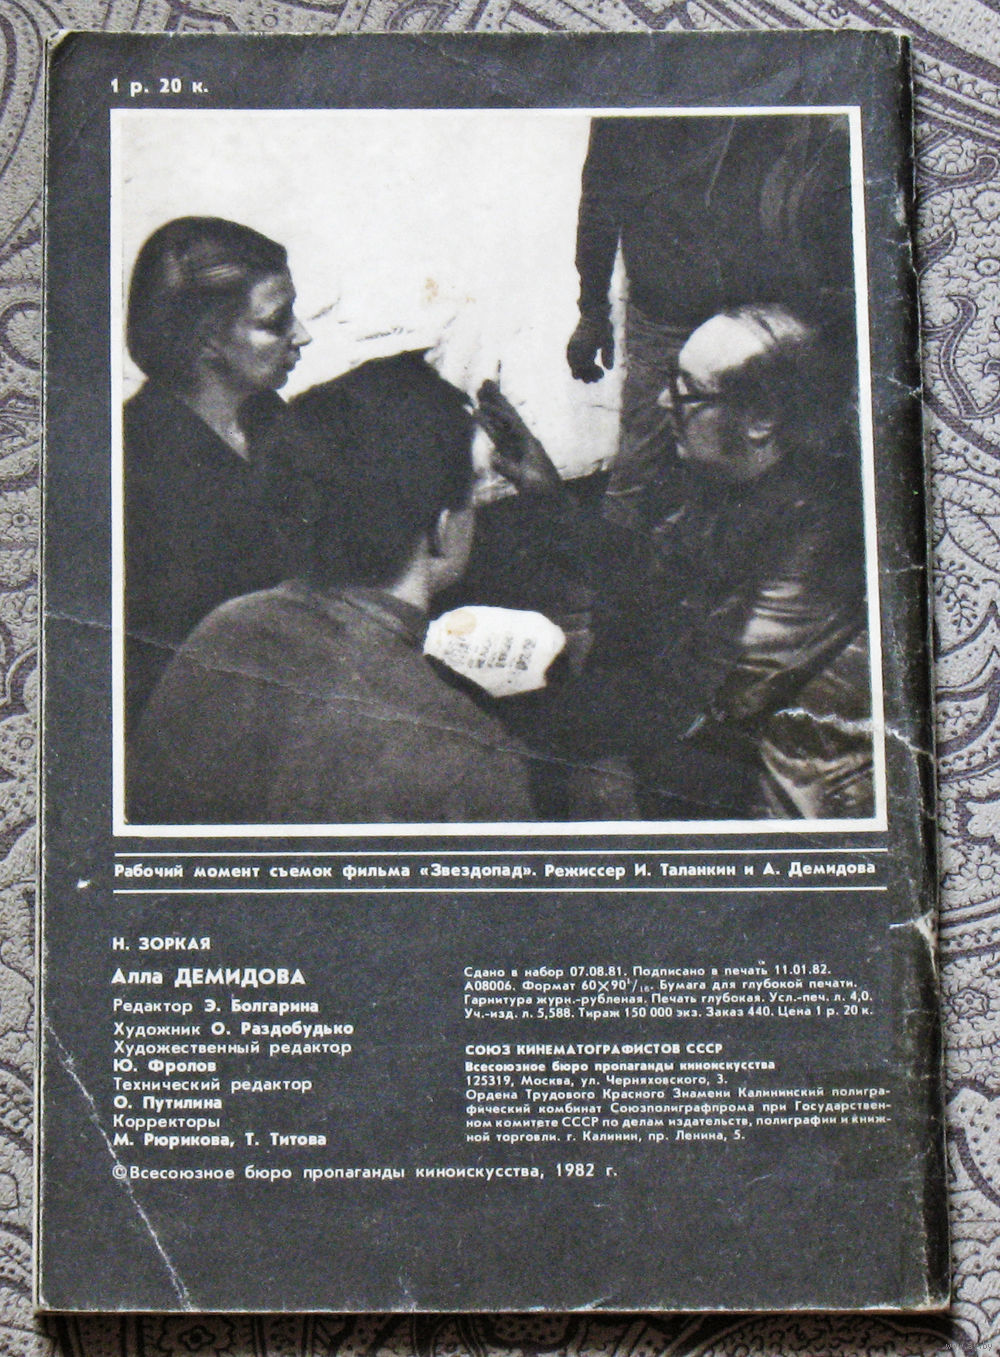 1 р. 20 к.
Рабочий момент съемок фильма «Звездопад». Режиссер И. Таланкин и А. Демидова
Н. ЗОРКАЯ
Алла ДЕМИДОВА
Редактор Э. Болгарина
Художник О. Раздобудько
Художественный редактор
Ю. Фролов
Технический редактор
О. Путилина
Корректоры
М. Рюрикова, Т. Титова
©Всесоюзное бюро пропаганды киноискусства, 1982 г.
Сдано в набор 07.08.81. Подписано в печать 11.01.82.
А08006. Формат 60×90¹/₁₆. Бумага для глубокой печати.
Гарнитура журн.-рубленая. Печать глубокая. Усл.-печ. л. 4,0.
Уч.-изд. л. 5,588. Тираж 150 000 экз. Заказ 440. Цена 1 р. 20 к.
СОЮЗ КИНЕМАТОГРАФИСТОВ СССР
Всесоюзное бюро пропаганды киноискусства
125319, Москва, ул. Черняховского, 3.
Ордена Трудового Красного Знамени Калининский полигра-
фический комбинат Союзполиграфпрома при Государствен-
ном комитете СССР по делам издательств, полиграфии и книж-
ной торговли. г. Калинин, пр. Ленина, 5.